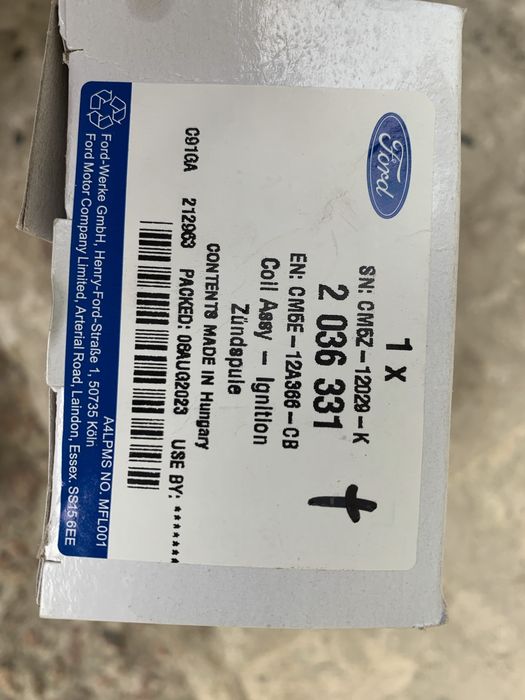 Ford
1 x
SN: CM5Z-12029-K
2 036 331
EN: CM5E-12A366-CB
Coil Assy - Ignition
Zündspule
CONTENTS MADE IN Hungary
C91GA 212963 PACKED: 08AUG2023 USE BY: *******
A4LPMS NO. MFL001
Ford-Werke GmbH, Henry-Ford-Straße 1, 50735 Köln
Ford Motor Company Limited, Arterial Road, Laindon, Essex, SS15 6EE